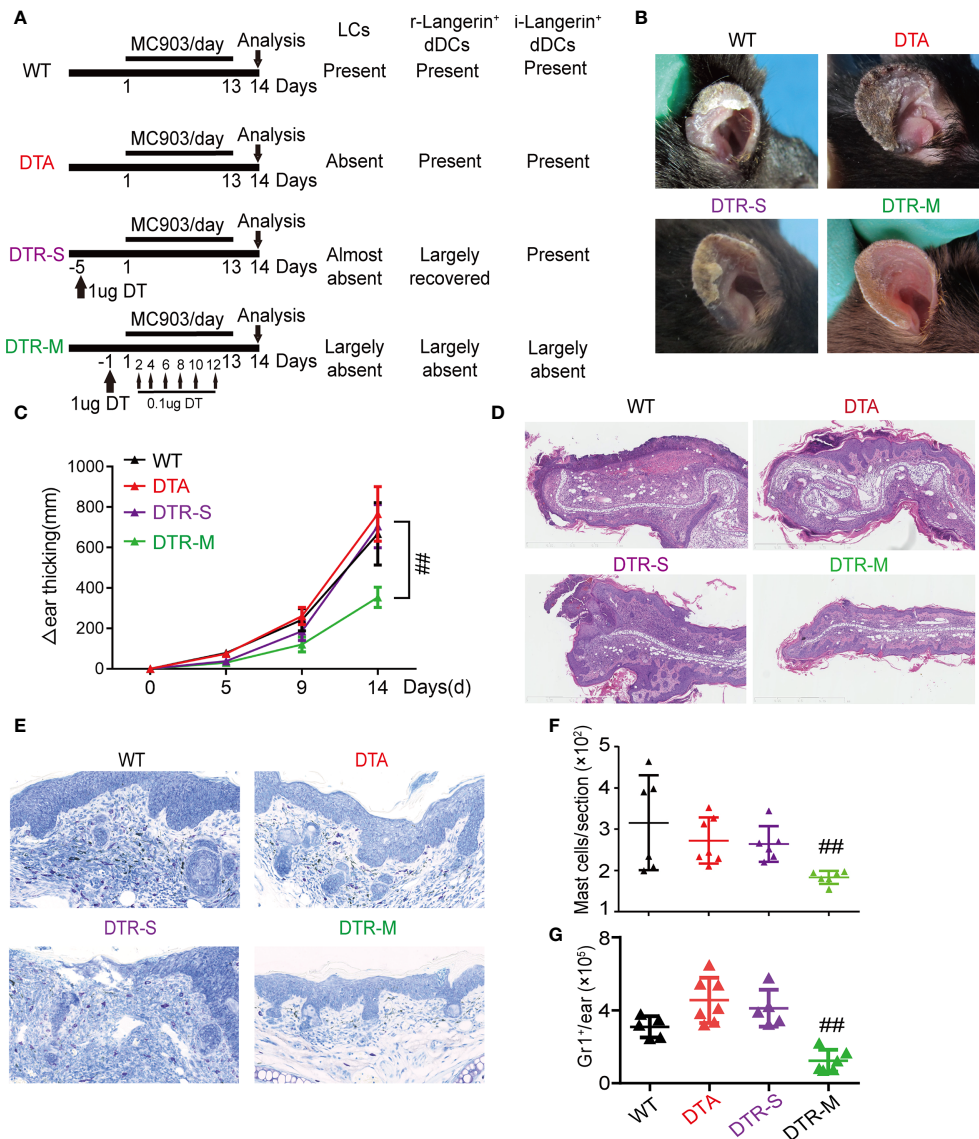 A
LCs
r-Langerin⁺
dDCs
i-Langerin⁺
dDCs
WT
MC903/day
Analysis
1
13
14 Days
Present
Present
Present
DTA
MC903/day
Analysis
1
13
14 Days
Absent
Present
Present
DTR-S
MC903/day
Analysis
-5
1
13
14 Days
1ug DT
Almost
absent
Largely
recovered
Present
DTR-M
MC903/day
Analysis
-1
1
2
4
6
8
10
12
13
14 Days
1ug DT
0.1ug DT
Largely
absent
Largely
absent
Largely
absent
B
WT
DTA
DTR-S
DTR-M
C
WT
DTA
DTR-S
DTR-M
△ear thicking(mm)
1000
800
600
400
200
0
0
5
9
14
Days(d)
##
D
WT
DTA
DTR-S
DTR-M
E
WT
DTA
DTR-S
DTR-M
F
Mast cells/section (×10²)
5
4
3
2
1
##
G
Gr1⁺/ear (×10⁵)
8
4
0
##
WT
DTA
DTR-S
DTR-M